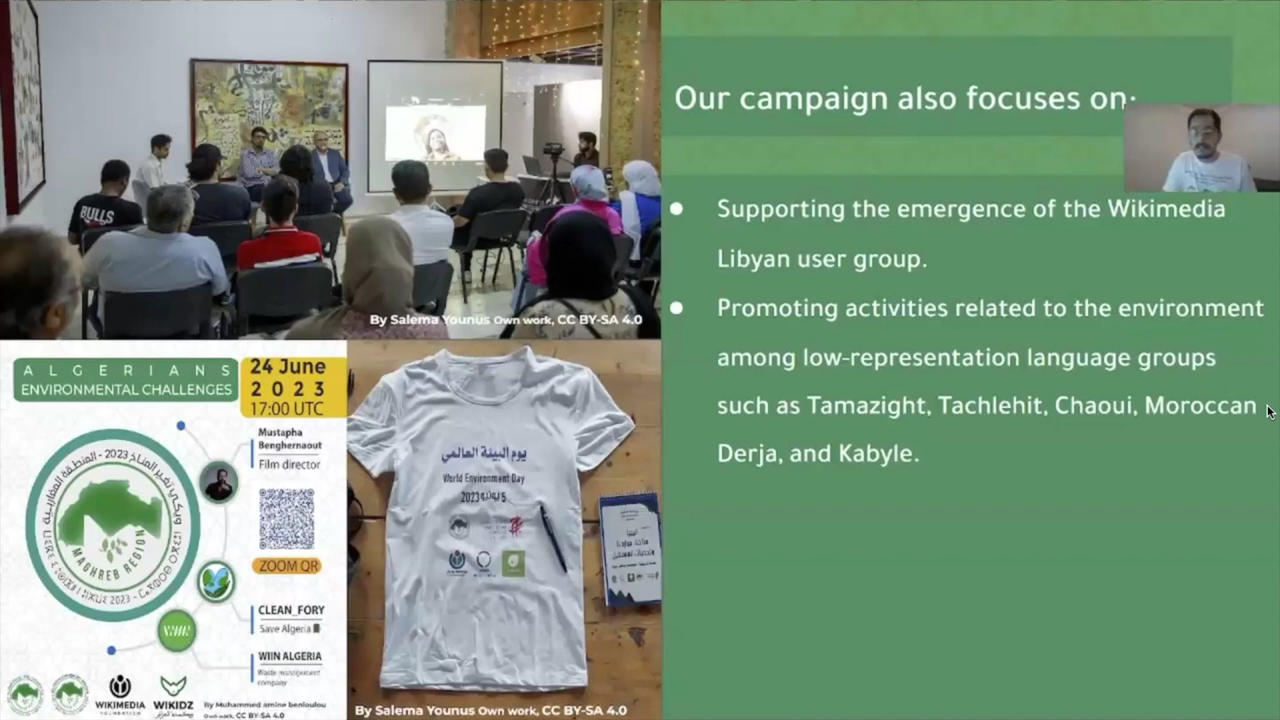 BULLS
By Salema Younus Own work, CC BY-SA 4.0
ALGERIANS
ENVIRONMENTAL CHALLENGES
24 June
2023
17:00 UTC
Mustapha
Benghernaout
Film director
ZOOM QR
CLEAN_FORY
Save Algeria
WIIN ALGERIA
Waste management
company
MAGHREB REGION
WIIN
WIKIMEDIA
FOUNDATION
WIKIDZ
By Muhammed amine benloulou
Own work, CC BY-SA 4.0
يوم البيئة العالمي
World Environment Day
By Salema Younus Own work, CC BY-SA 4.0
Our campaign also focuses on:
Supporting the emergence of the Wikimedia
Libyan user group.
Promoting activities related to the environment
among low-representation language groups
such as Tamazight, Tachlehit, Chaoui, Moroccan
Derja, and Kabyle.